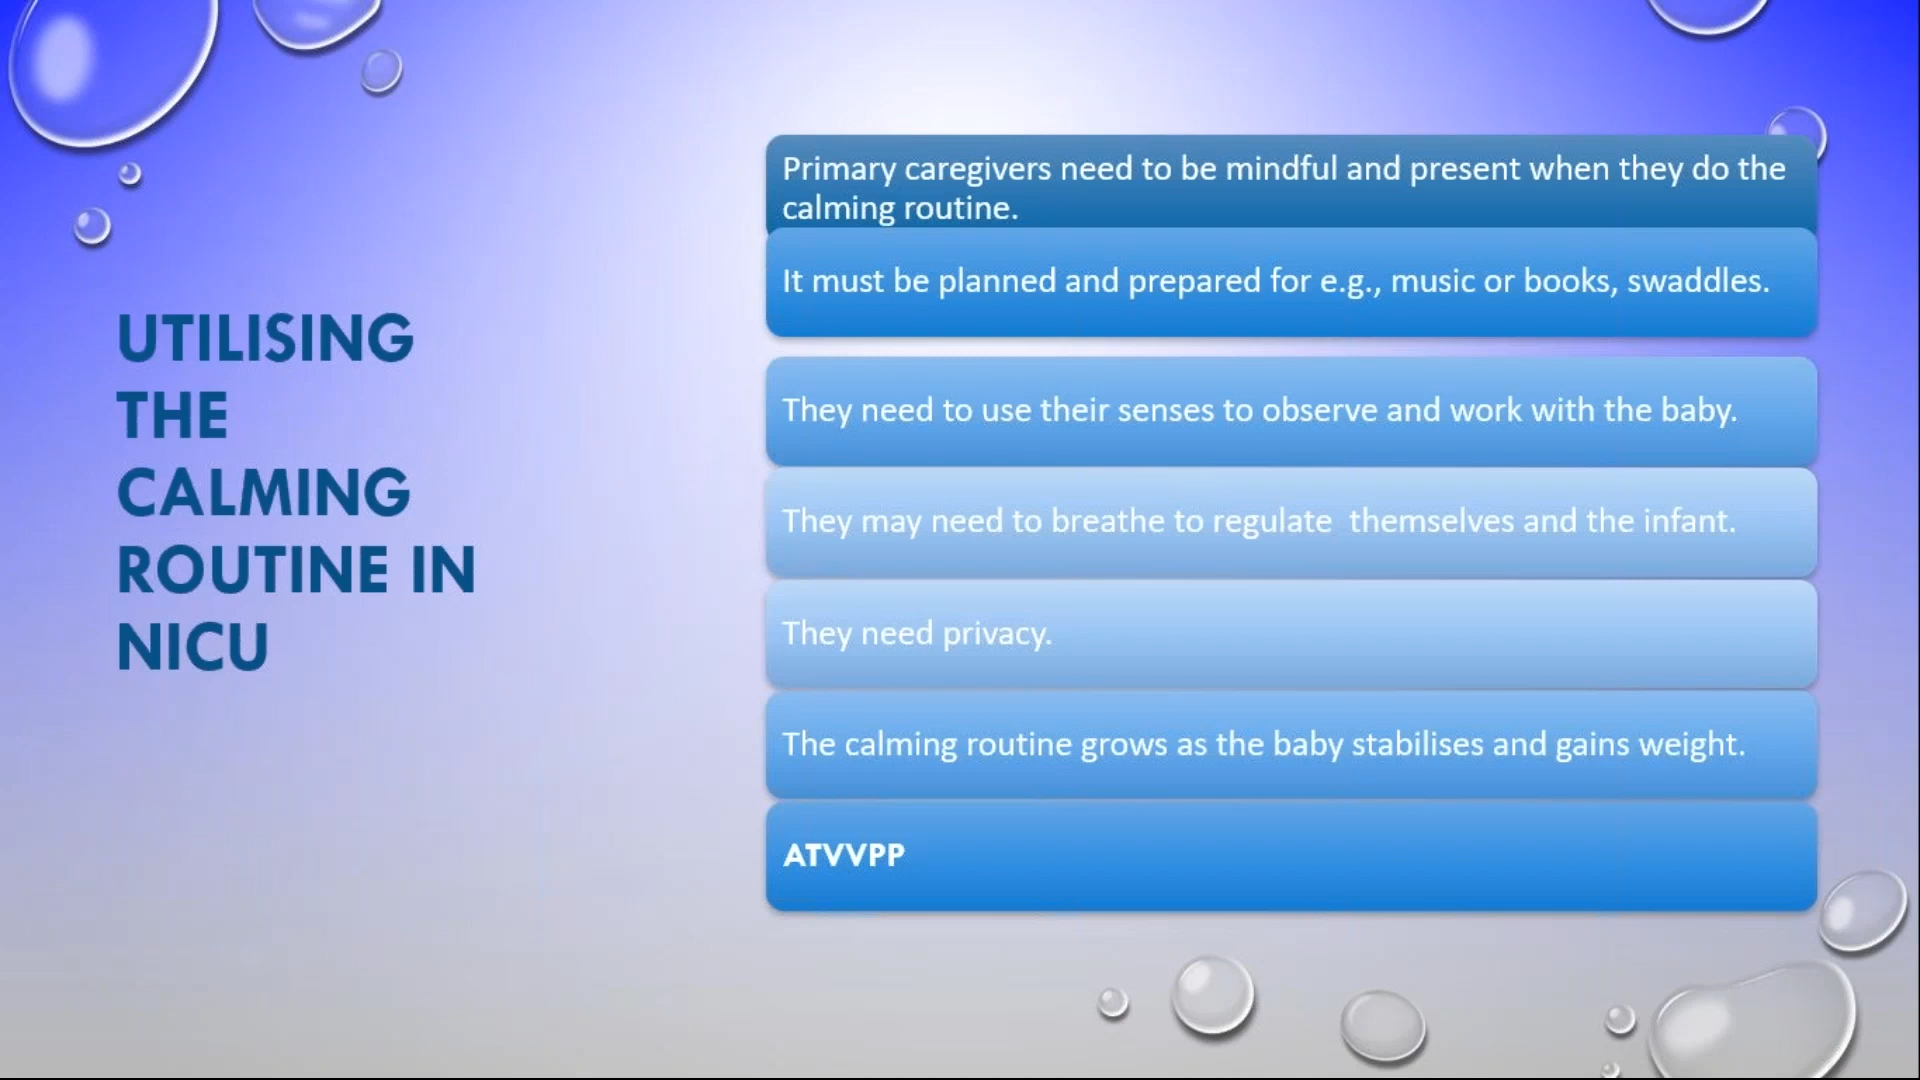 UTILISING
THE
CALMING
ROUTINE IN
NICU
Primary caregivers need to be mindful and present when they do the
calming routine.
It must be planned and prepared for e.g., music or books, swaddles.
They need to use their senses to observe and work with the baby.
They may need to breathe to regulate  themselves and the infant.
They need privacy.
The calming routine grows as the baby stabilises and gains weight.
ATVVPP